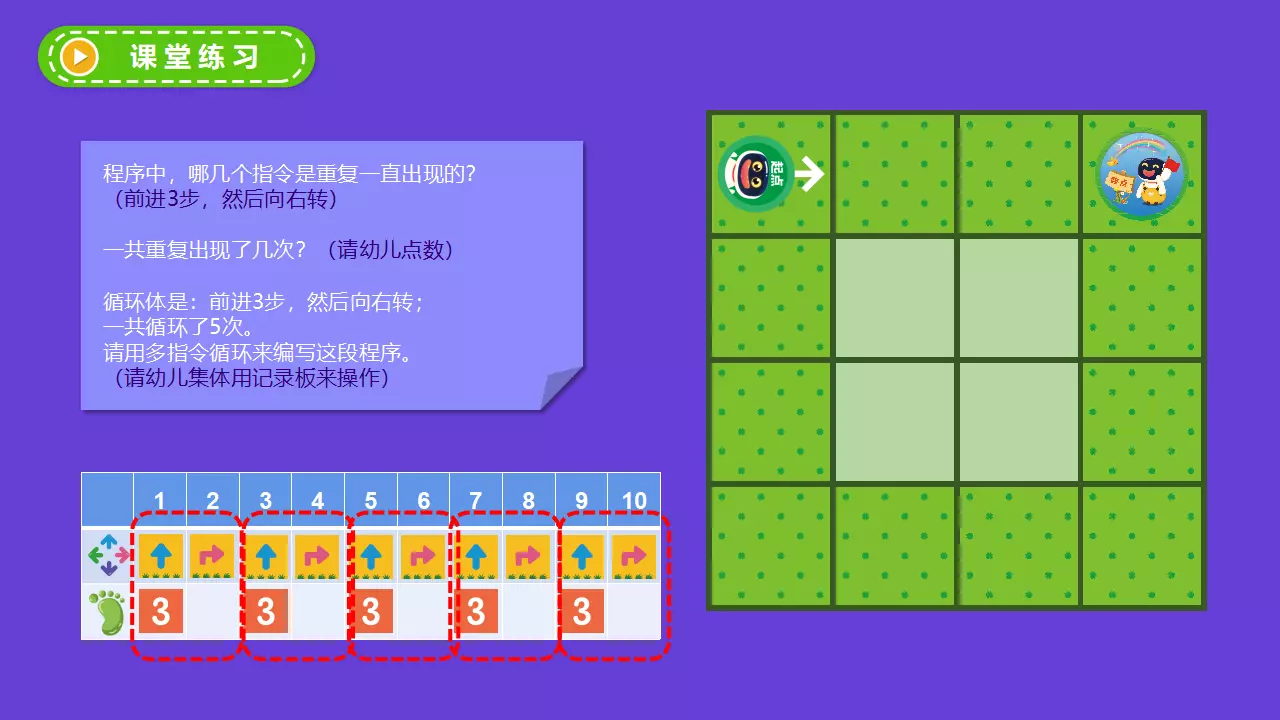 课堂练习
程序中，哪几个指令是重复一直出现的？
（前进3步，然后向右转）
一共重复出现了几次？（请幼儿点数）
循环体是：前进3步，然后向右转；
一共循环了5次。
请用多指令循环来编写这段程序。
（请幼儿集体用记录板来操作）
1 2 3 4 5 6 7 8 9 10
3 3 3 3 3
起点